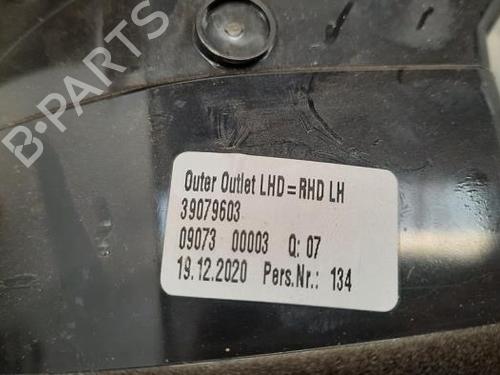 B-PARTS
Outer Outlet LHD=RHD LH
39079603
09073 00003 Q: 07
19.12.2020 Pers.Nr.: 134